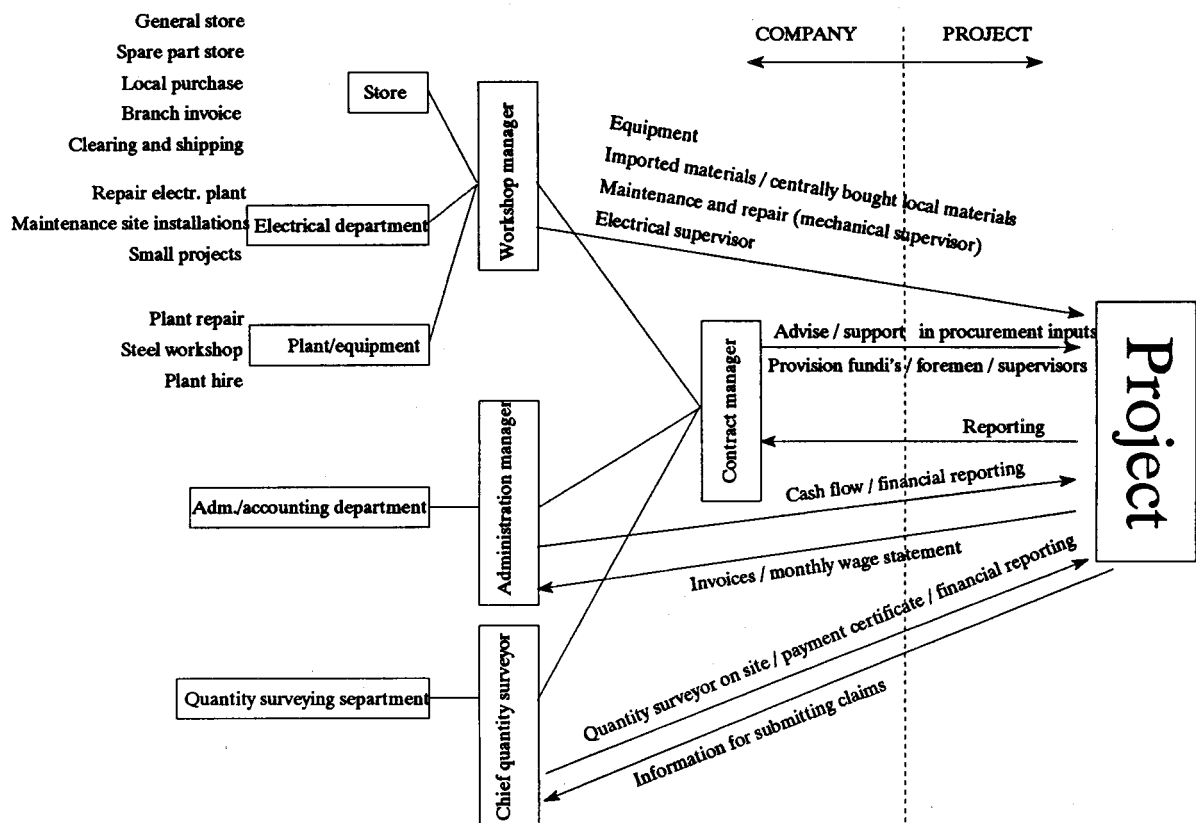 General store
Spare part store
Local purchase
Branch invoice
Clearing and shipping
Store
Repair electr. plant
Maintenance site installations
Small projects
Electrical department
Plant repair
Steel workshop
Plant hire
Plant/equipment
Workshop manager
COMPANY
PROJECT
Equipment
Imported materials / centrally bought local materials
Maintenance and repair (mechanical supervisor)
Electrical supervisor
Contract manager
Advise / support in procurement inputs
Provision fundi's / foremen / supervisors
Reporting
Project
Adm./accounting department
Administration manager
Cash flow / financial reporting
Invoices / monthly wage statement
Quantity surveying separtment
Chief quantity surveyor
Quantity surveyor on site / payment certificate / financial reporting
Information for submitting claims